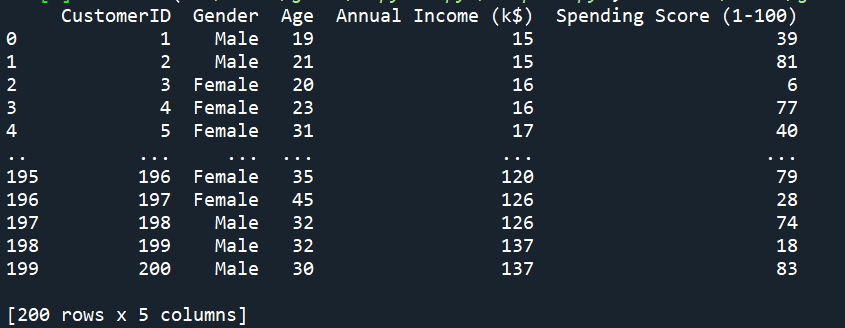 CustomerID Gender Age Annual Income (k$) Spending Score (1-100)
0 1 Male 19 15 39
1 2 Male 21 15 81
2 3 Female 20 16 6
3 4 Female 23 16 77
4 5 Female 31 17 40
.. ... ... ... ... ...
195 196 Female 35 120 79
196 197 Female 45 126 28
197 198 Male 32 126 74
198 199 Male 32 137 18
199 200 Male 30 137 83
[200 rows x 5 columns]